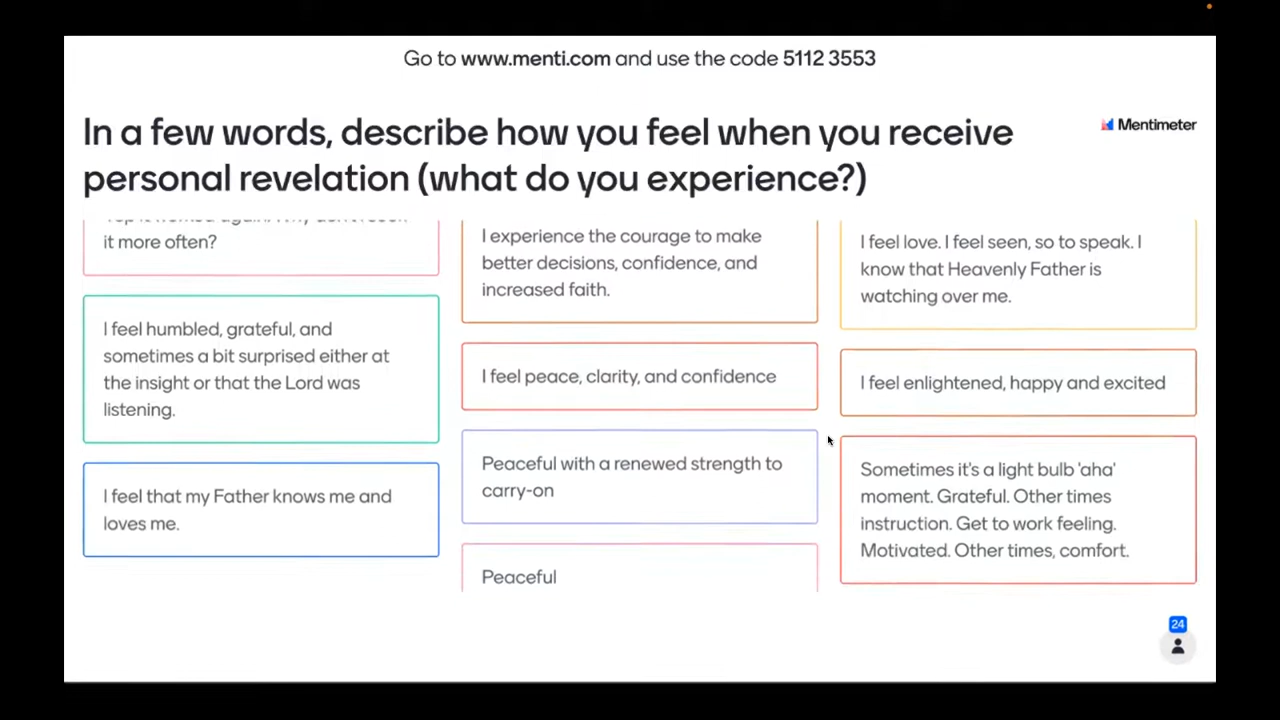 Go to www.menti.com and use the code 5112 3553
In a few words, describe how you feel when you receive
personal revelation (what do you experience?)
Mentimeter
it more often?
I feel humbled, grateful, and
sometimes a bit surprised either at
the insight or that the Lord was
listening.
I feel that my Father knows me and
loves me.
I experience the courage to make
better decisions, confidence, and
increased faith.
I feel peace, clarity, and confidence
Peaceful with a renewed strength to
carry-on
Peaceful
I feel love. I feel seen, so to speak. I
know that Heavenly Father is
watching over me.
I feel enlightened, happy and excited
Sometimes it's a light bulb 'aha'
moment. Grateful. Other times
instruction. Get to work feeling.
Motivated. Other times, comfort.
24